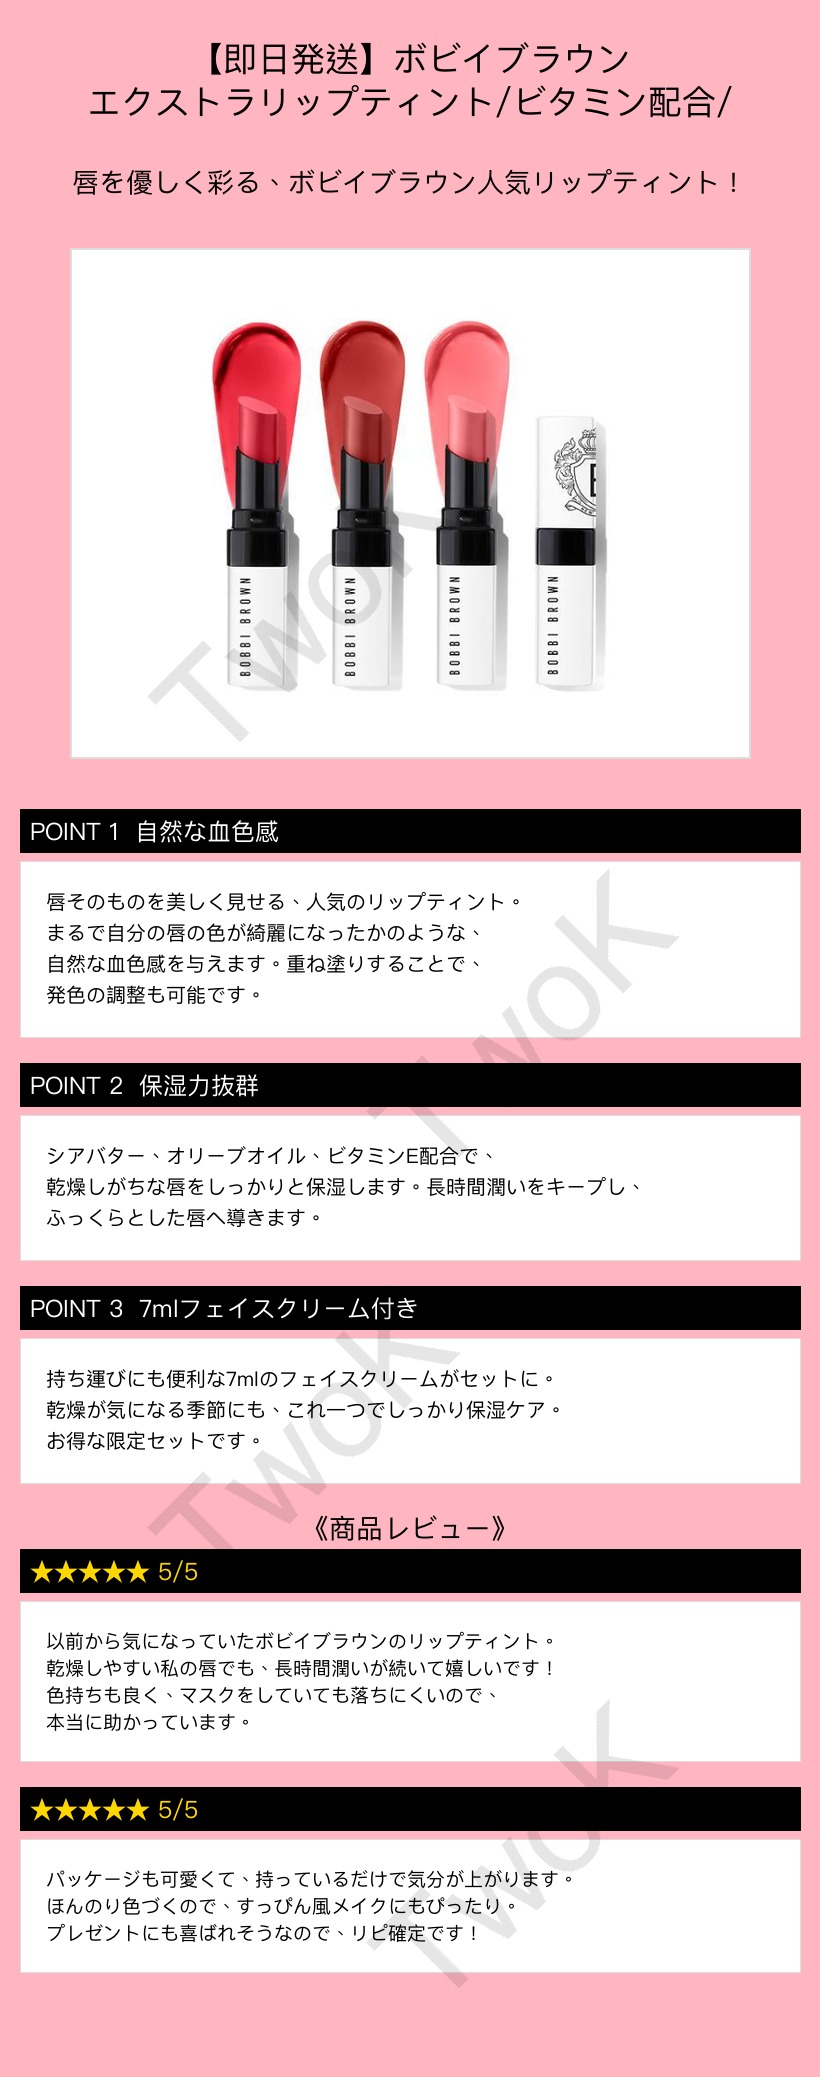 【即日発送】ボビイブラウン
エクストラリップティント/ビタミン配合/
唇を優しく彩る、ボビイブラウン人気リップティント！
BOBBI BROWN
BOBBI BROWN
BOBBI BROWN
BOBBI BROWN
TwoK
POINT 1 自然な血色感
唇そのものを美しく見せる、人気のリップティント。
まるで自分の唇の色が綺麗になったかのような、
自然な血色感を与えます。重ね塗りすることで、
発色の調整も可能です。
TwoK
POINT 2 保湿力抜群
シアバター、オリーブオイル、ビタミンE配合で、
乾燥しがちな唇をしっかりと保湿します。長時間潤いをキープし、
ふっくらとした唇へ導きます。
POINT 3 7mlフェイスクリーム付き
持ち運びにも便利な7mlのフェイスクリームがセットに。
乾燥が気になる季節にも、これ一つでしっかり保湿ケア。
お得な限定セットです。
TwoK
《商品レビュー》
★★★★★ 5/5
以前から気になっていたボビイブラウンのリップティント。
乾燥しやすい私の唇でも、長時間潤いが続いて嬉しいです！
色持ちも良く、マスクをしていても落ちにくいので、
本当に助かっています。
★★★★★ 5/5
パッケージも可愛くて、持っているだけで気分が上がります。
ほんのり色づくので、すっぴん風メイクにもぴったり。
プレゼントにも喜ばれそうなので、リピ確定です！
TwoK